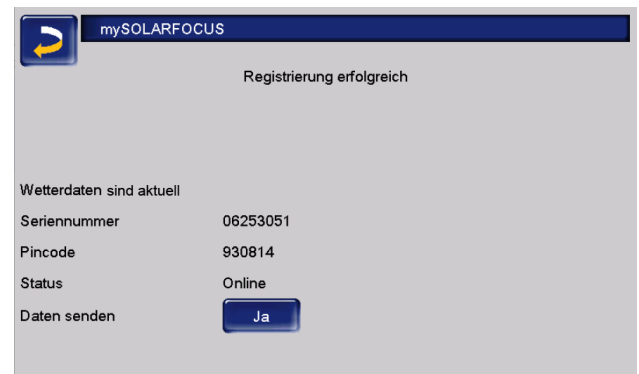 mySOLARFOCUS
Registrierung erfolgreich
Wetterdaten sind aktuell
Seriennummer 06253051
Pincode 930814
Status Online
Daten senden Ja